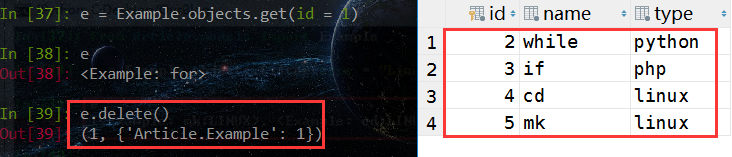 In [37]: e = Example.objects.get(id = 1)
In [38]: e
Out[38]: <Example: for>
In [39]: e.delete()
Out[39]: (1, {'Article.Example': 1})
id name type
1 2 while python
2 3 if php
3 4 cd linux
4 5 mk linux